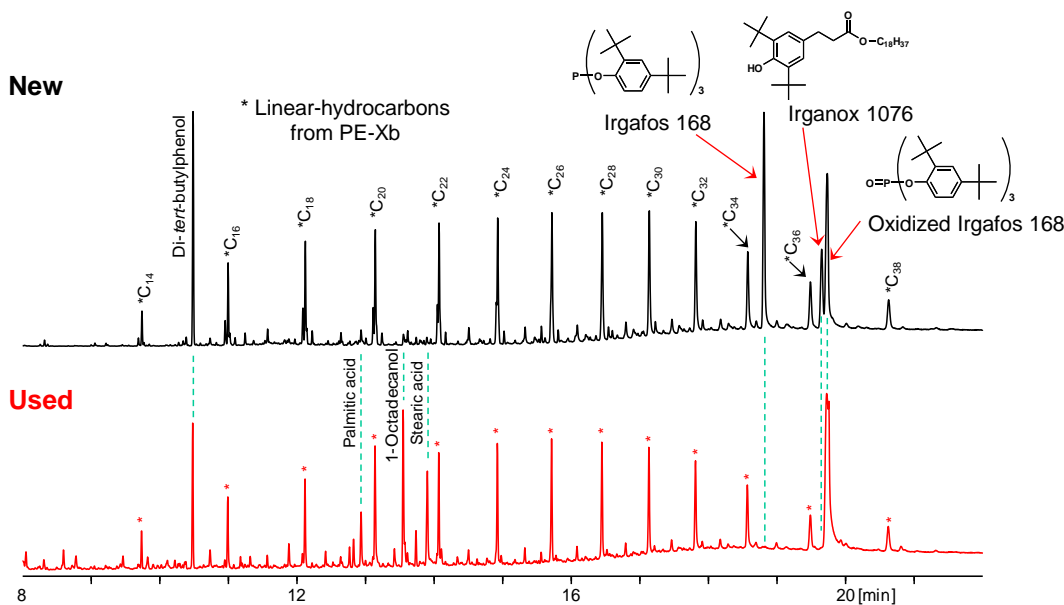 New
* Linear-hydrocarbons
from PE-Xb
P
O
3
Irgafos 168
HO
O
O–C₁₈H₃₇
Irganox 1076
O=P
O
3
Oxidized Irgafos 168
*C₁₄
Di-tert-butylphenol
*C₁₆
*C₁₈
*C₂₀
*C₂₂
*C₂₄
*C₂₆
*C₂₈
*C₃₀
*C₃₂
*C₃₄
*C₃₆
*C₃₈
Used
Palmitic acid
1-Octadecanol
Stearic acid
* * * * * * * * * * * * *
8 12 16 20 [min]